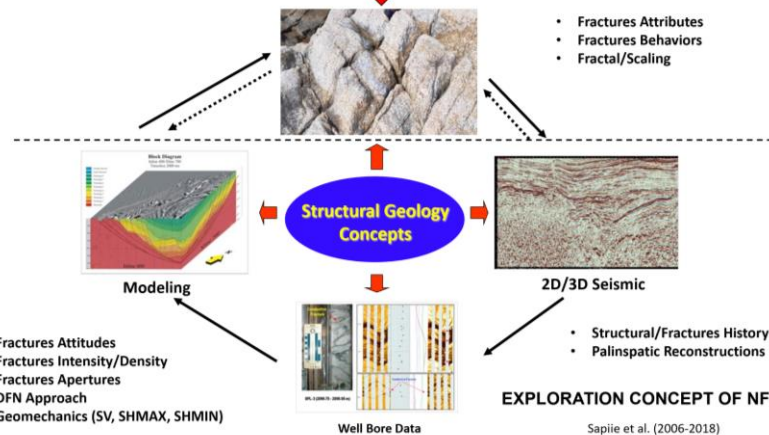 Fractures Attributes
Fractures Behaviors
Fractal/Scaling
Block Diagram
Structural Geology
Concepts
Modeling
2D/3D Seismic
Fractures Attitudes
Fractures Intensity/Density
Fractures Apertures
DFN Approach
Geomechanics (SV, SHMAX, SHMIN)
Structural/Fractures History
Palinspatic Reconstructions
EXPLORATION CONCEPT OF NF
Sapiie et al. (2006-2018)
Well Bore Data